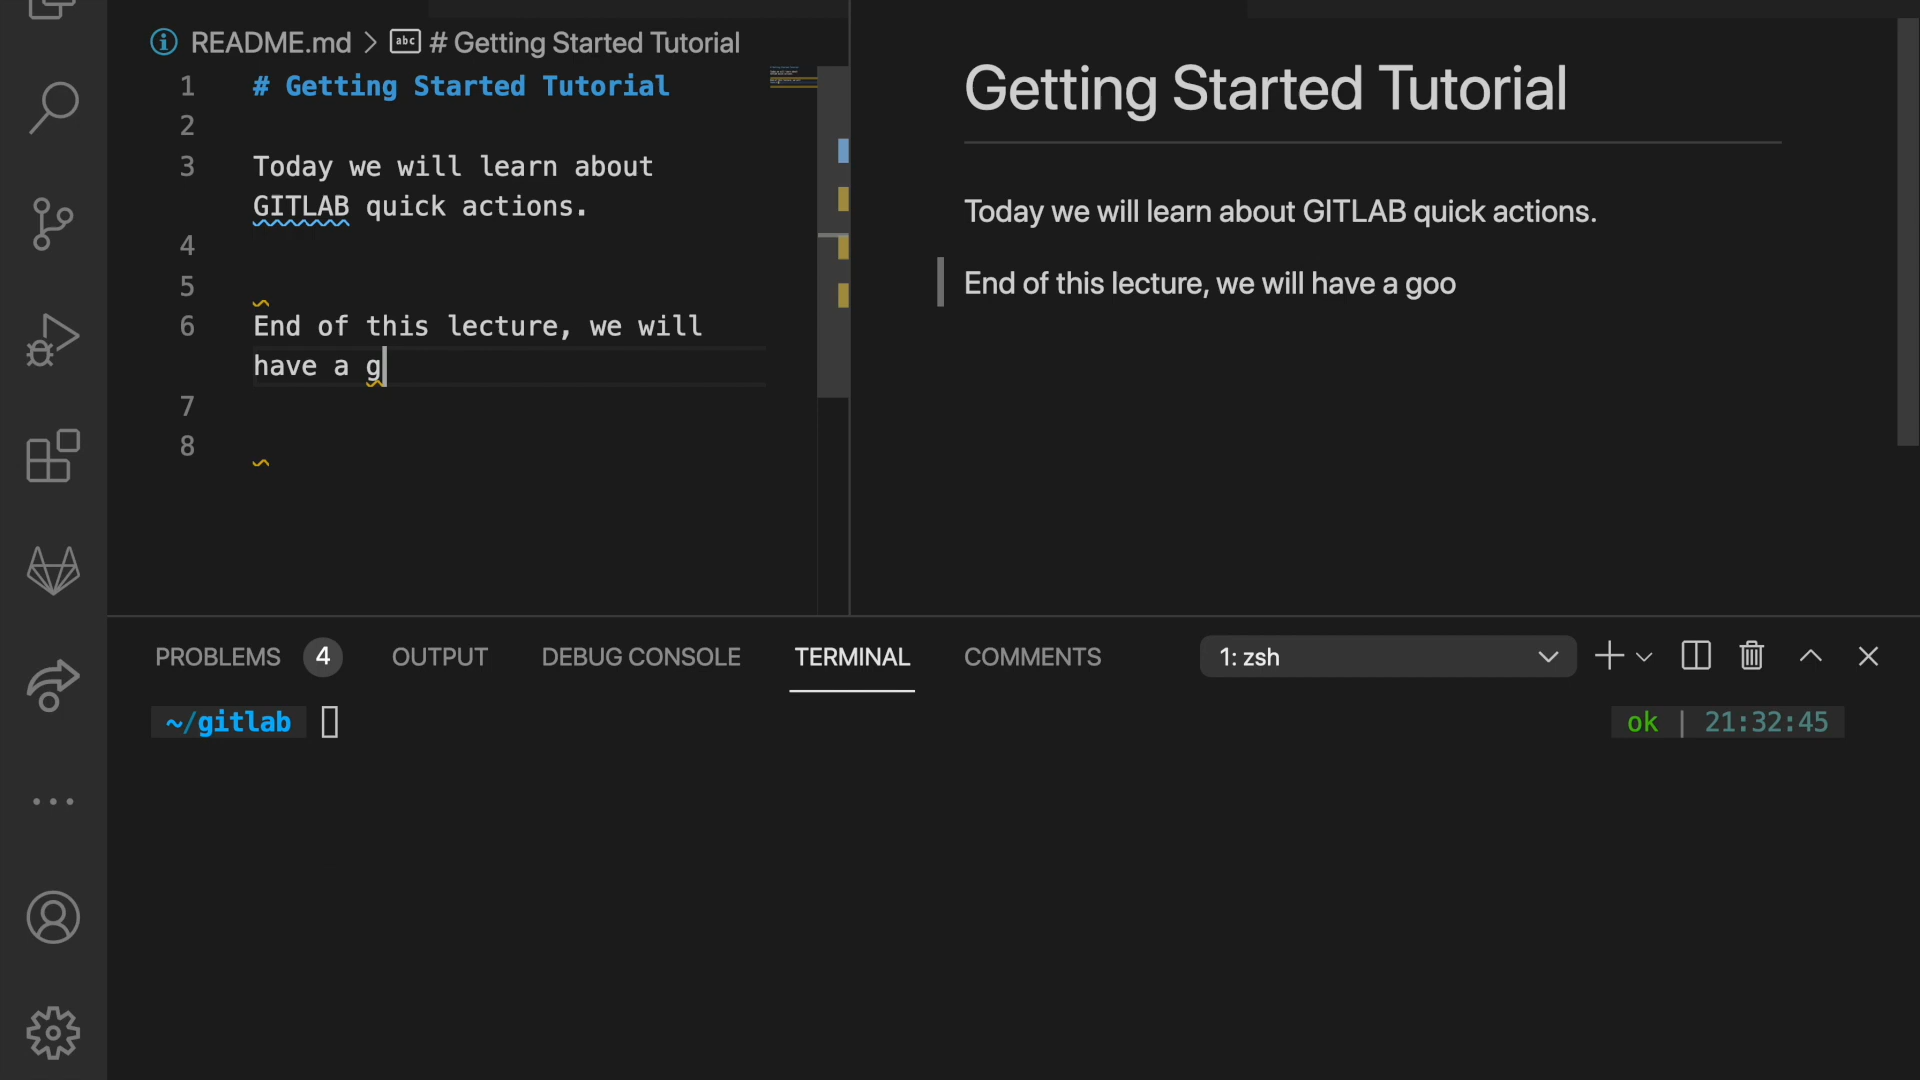 README.md > # Getting Started Tutorial
1 # Getting Started Tutorial
2
3 Today we will learn about
GITLAB quick actions.
4
5
6 End of this lecture, we will
have a g
7
8
Getting Started Tutorial
Today we will learn about GITLAB quick actions.
End of this lecture, we will have a goo
PROBLEMS 4 OUTPUT DEBUG CONSOLE TERMINAL COMMENTS 1: zsh
~/gitlab ok | 21:32:45